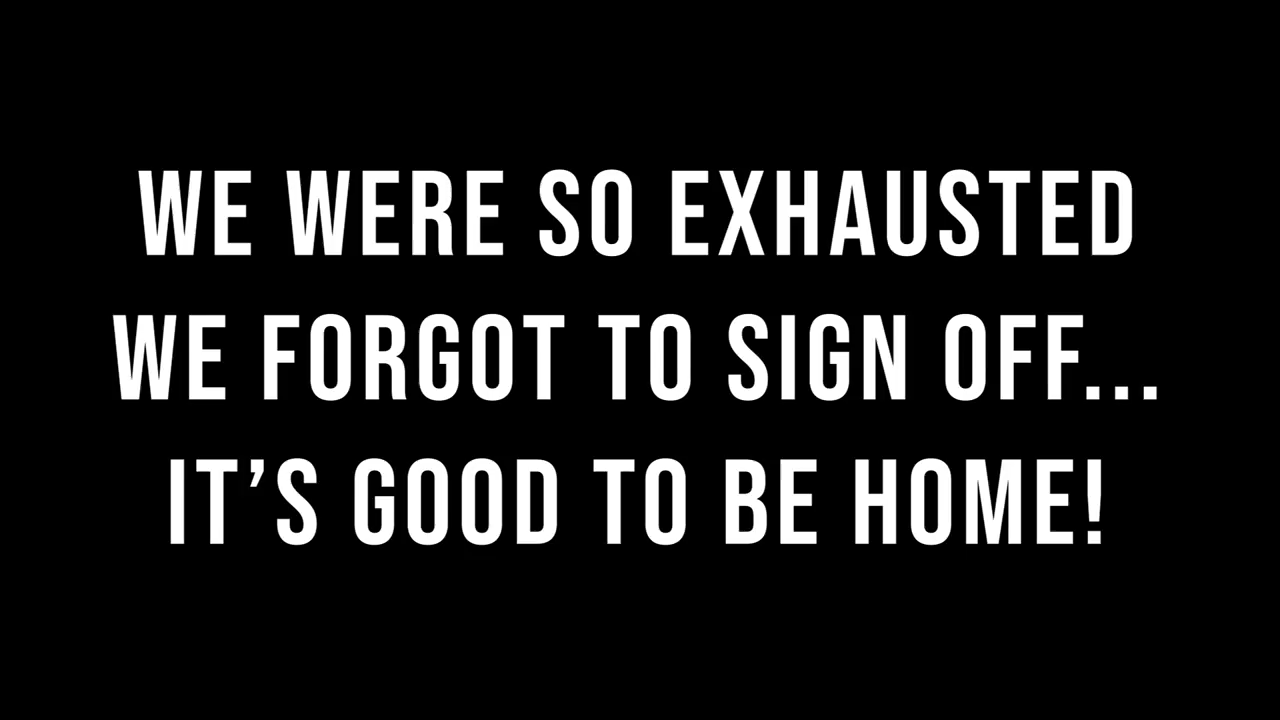 WE WERE SO EXHAUSTED
WE FORGOT TO SIGN OFF...
IT’S GOOD TO BE HOME!